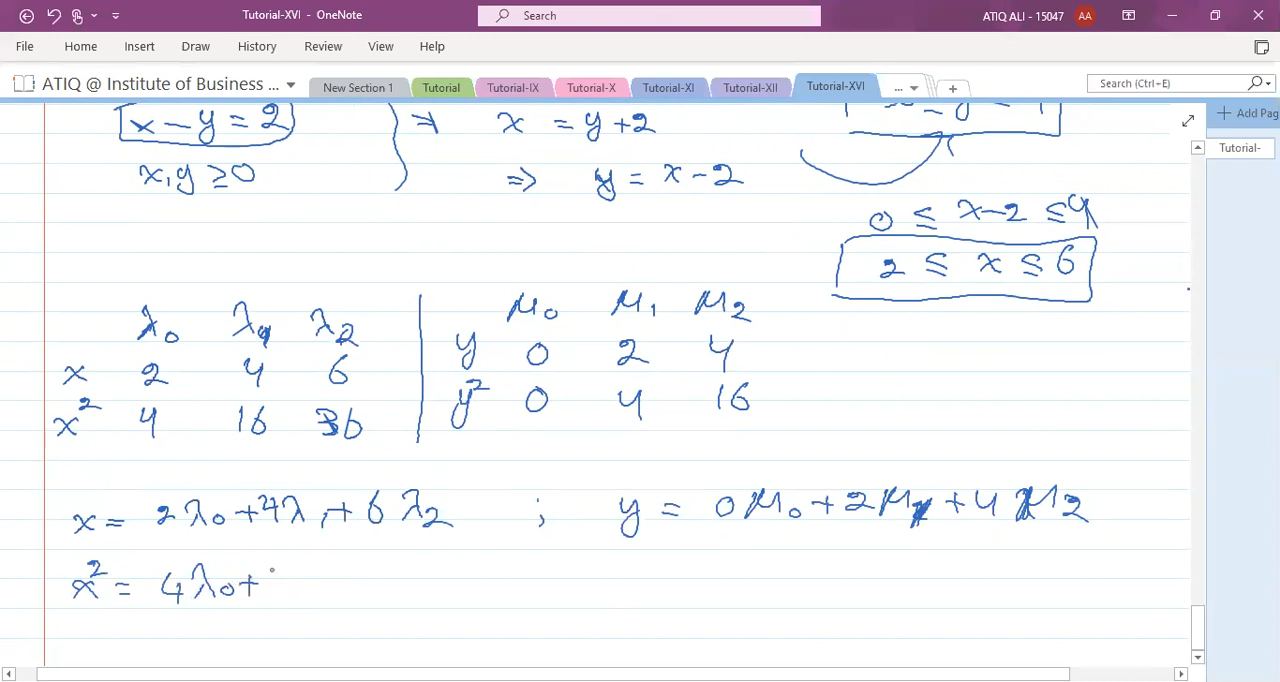 Tutorial-XVI - OneNote
Search
ATIQ ALI - 15047 AA
File Home Insert Draw History Review View Help
ATIQ @ Institute of Business ...
New Section 1 Tutorial Tutorial-IX Tutorial-X Tutorial-XI Tutorial-XII Tutorial-XVI ... +
Search (Ctrl+E)
+ Add Pag
Tutorial-
x - y = 2 ⇒ x = y + 2
x, y ≥ 0 ⇒ y = x - 2
0 ≤ x - 2 ≤ 4
2 ≤ x ≤ 6
λ0 λ1 λ2 | μ0 μ1 μ2
x 2 4 6 | y 0 2 4
x² 4 16 36 | y² 0 4 16
x = 2λ0 + 4λ1 + 6λ2 ; y = 0μ0 + 2μ1 + 4μ2
x² = 4λ0 +